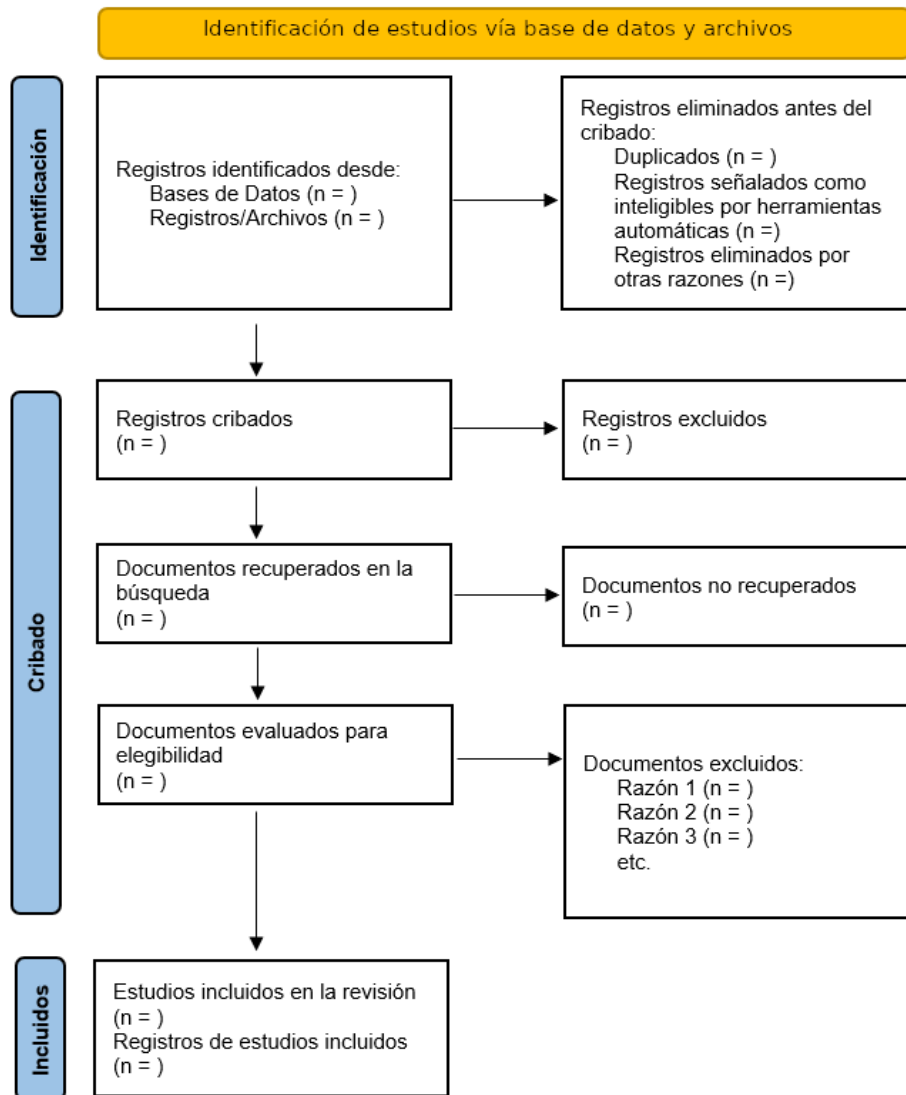 Identificación de estudios vía base de datos y archivos
Identificación
Registros identificados desde:
Bases de Datos (n = )
Registros/Archivos (n = )
Registros eliminados antes del
cribado:
Duplicados (n = )
Registros señalados como
inteligibles por herramientas
automáticas (n =)
Registros eliminados por
otras razones (n =)
Cribado
Registros cribados
(n = )
Registros excluidos
(n = )
Documentos recuperados en la
búsqueda
(n = )
Documentos no recuperados
(n = )
Documentos evaluados para
elegibilidad
(n = )
Documentos excluidos:
Razón 1 (n = )
Razón 2 (n = )
Razón 3 (n = )
etc.
Incluidos
Estudios incluidos en la revisión
(n = )
Registros de estudios incluidos
(n = )